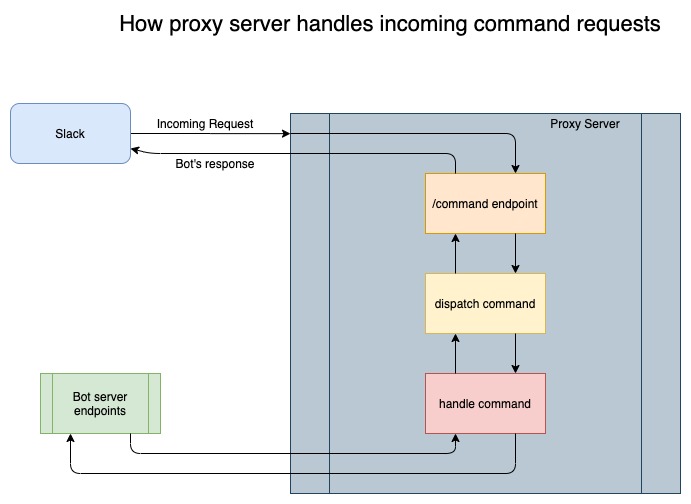 How proxy server handles incoming command requests
Slack
Incoming Request
Proxy Server
Bot's response
/command endpoint
dispatch command
Bot server
endpoints
handle command